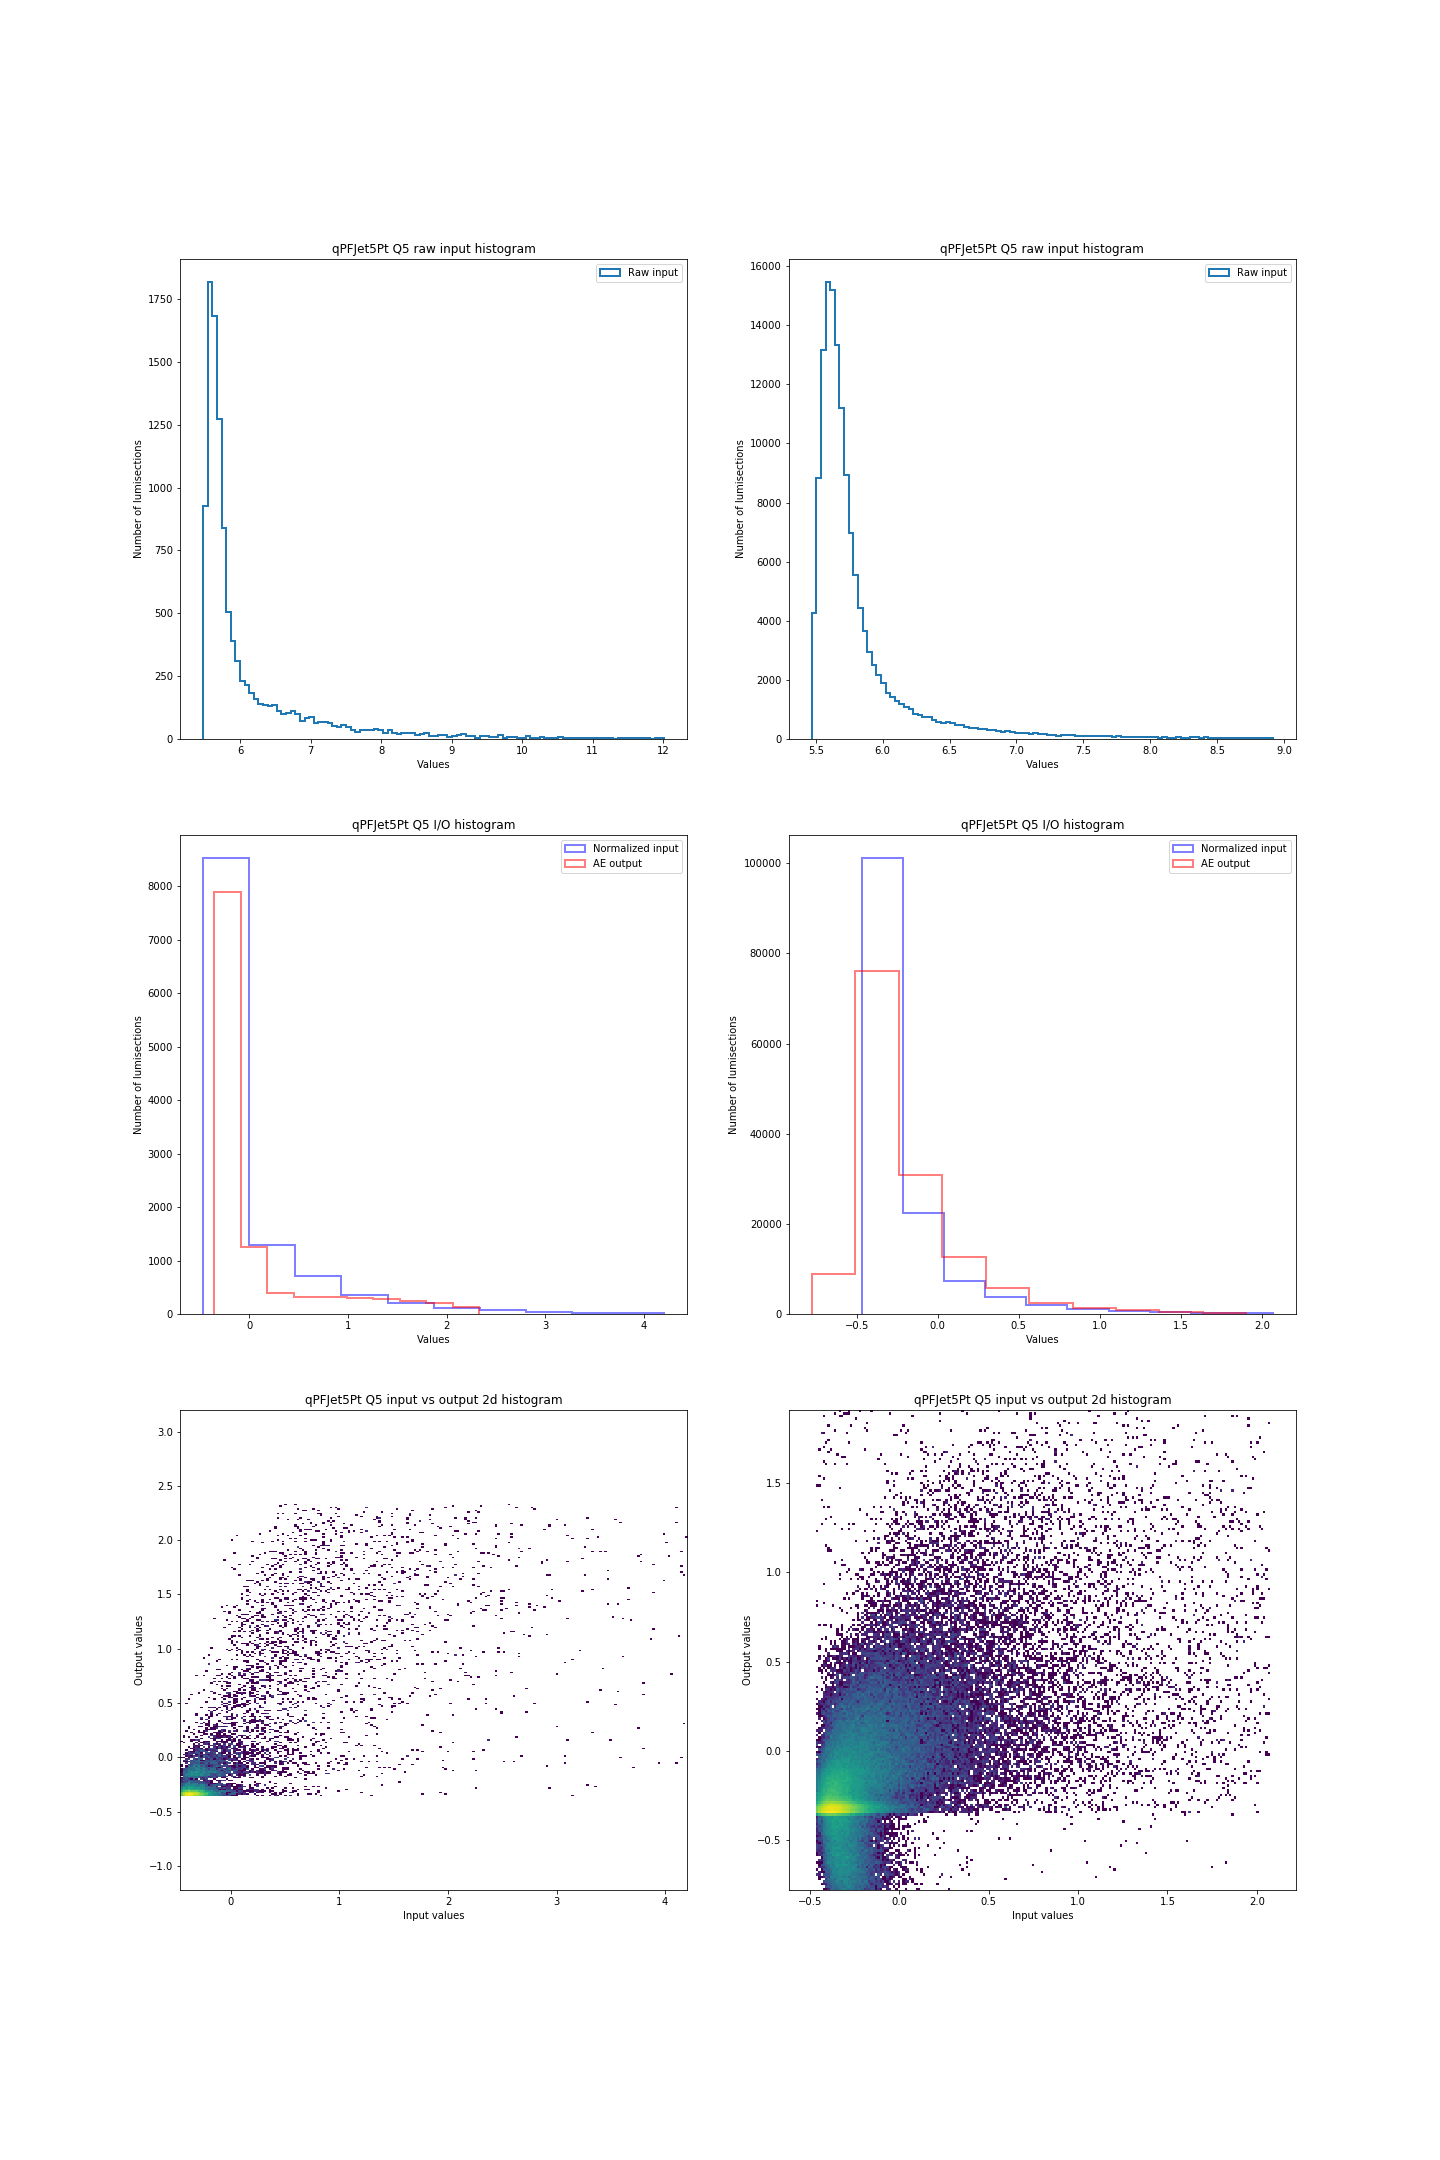 qPFJet5Pt Q5 raw input histogram
Raw input
1750
1500
1250
1000
750
500
250
0
Number of lumisections
6 7 8 9 10 11 12
Values
qPFJet5Pt Q5 raw input histogram
Raw input
16000
14000
12000
10000
8000
6000
4000
2000
0
Number of lumisections
5.5 6.0 6.5 7.0 7.5 8.0 8.5 9.0
Values
qPFJet5Pt Q5 I/O histogram
Normalized input
AE output
8000
7000
6000
5000
4000
3000
2000
1000
0
Number of lumisections
0 1 2 3 4
Values
qPFJet5Pt Q5 I/O histogram
Normalized input
AE output
100000
80000
60000
40000
20000
0
Number of lumisections
−0.5 0.0 0.5 1.0 1.5 2.0
Values
qPFJet5Pt Q5 input vs output 2d histogram
3.0
2.5
2.0
1.5
1.0
0.5
0.0
−0.5
−1.0
Output values
0 1 2 3 4
Input values
qPFJet5Pt Q5 input vs output 2d histogram
1.5
1.0
0.5
0.0
−0.5
Output values
−0.5 0.0 0.5 1.0 1.5 2.0
Input values